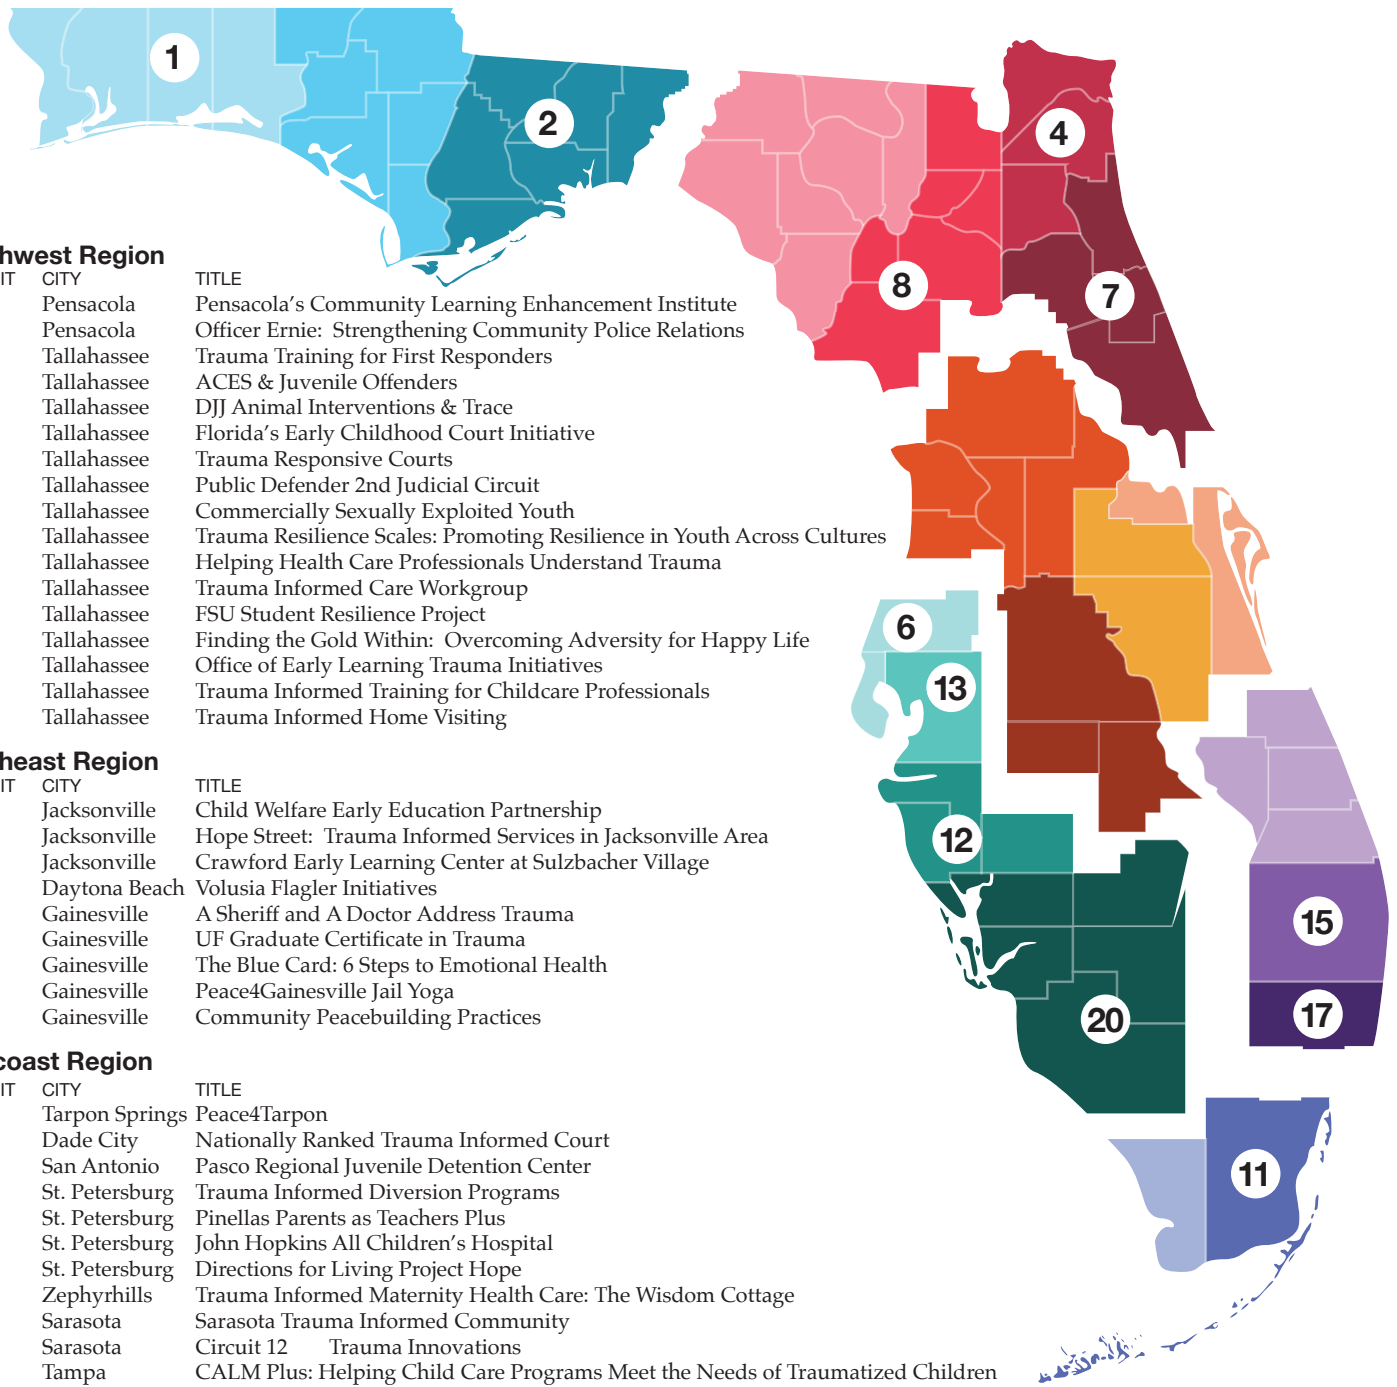 1
2
4
8
7
hwest Region
IT CITY TITLE
Pensacola Pensacola's Community Learning Enhancement Institute
Pensacola Officer Ernie: Strengthening Community Police Relations
Tallahassee Trauma Training for First Responders
Tallahassee ACES & Juvenile Offenders
Tallahassee DJJ Animal Interventions & Trace
Tallahassee Florida's Early Childhood Court Initiative
Tallahassee Trauma Responsive Courts
Tallahassee Public Defender 2nd Judicial Circuit
Tallahassee Commercially Sexually Exploited Youth
Tallahassee Trauma Resilience Scales: Promoting Resilience in Youth Across Cultures
Tallahassee Helping Health Care Professionals Understand Trauma
Tallahassee Trauma Informed Care Workgroup
Tallahassee FSU Student Resilience Project
Tallahassee Finding the Gold Within: Overcoming Adversity for Happy Life
Tallahassee Office of Early Learning Trauma Initiatives
Tallahassee Trauma Informed Training for Childcare Professionals
Tallahassee Trauma Informed Home Visiting
heast Region
IT CITY TITLE
Jacksonville Child Welfare Early Education Partnership
Jacksonville Hope Street: Trauma Informed Services in Jacksonville Area
Jacksonville Crawford Early Learning Center at Sulzbacher Village
Daytona Beach Volusia Flagler Initiatives
Gainesville A Sheriff and A Doctor Address Trauma
Gainesville UF Graduate Certificate in Trauma
Gainesville The Blue Card: 6 Steps to Emotional Health
Gainesville Peace4Gainesville Jail Yoga
Gainesville Community Peacebuilding Practices
coast Region
IT CITY TITLE
Tarpon Springs Peace4Tarpon
Dade City Nationally Ranked Trauma Informed Court
San Antonio Pasco Regional Juvenile Detention Center
St. Petersburg Trauma Informed Diversion Programs
St. Petersburg Pinellas Parents as Teachers Plus
St. Petersburg John Hopkins All Children's Hospital
St. Petersburg Directions for Living Project Hope
Zephyrhills Trauma Informed Maternity Health Care: The Wisdom Cottage
Sarasota Sarasota Trauma Informed Community
Sarasota Circuit 12 Trauma Innovations
Tampa CALM Plus: Helping Child Care Programs Meet the Needs of Traumatized Children
6
13
12
15
17
20
11